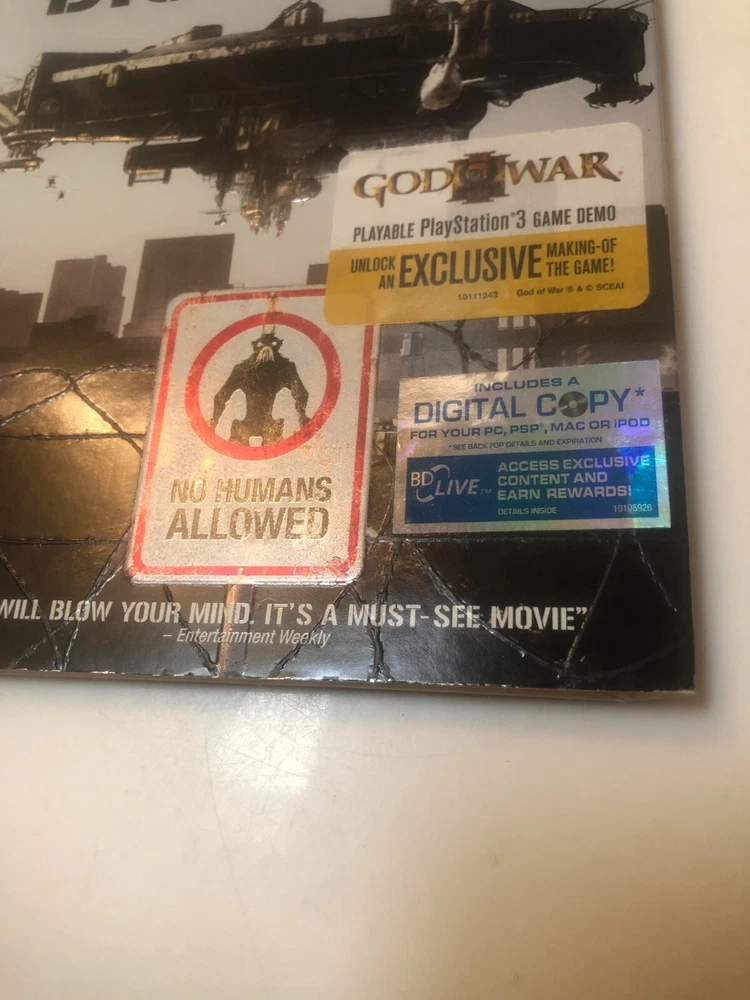 GOD OF WAR
III
PLAYABLE PlayStation®3 GAME DEMO
UNLOCK AN EXCLUSIVE MAKING-OF THE GAME!
10111243 God of War ® & © SCEAI
NO HUMANS
ALLOWED
INCLUDES A
DIGITAL COPY*
FOR YOUR PC, PSP®, MAC OR iPOD
*SEE BACK FOR DETAILS AND EXPIRATION
BD LIVE™
ACCESS EXCLUSIVE
CONTENT AND
EARN REWARDS!
DETAILS INSIDE 10105926
WILL BLOW YOUR MIND. IT'S A MUST-SEE MOVIE"
– Entertainment Weekly